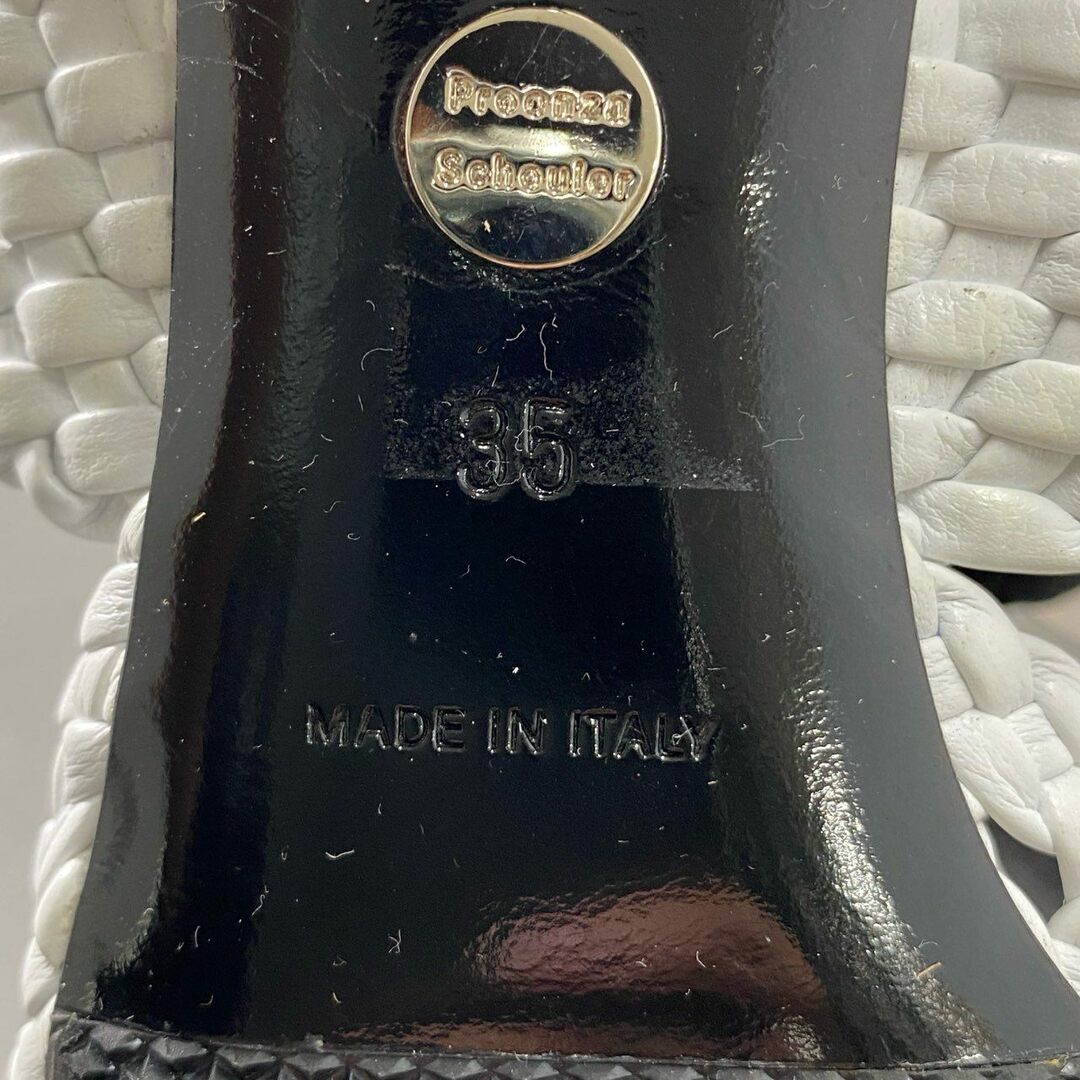 Proenza
Schouler
35
MADE IN ITALY